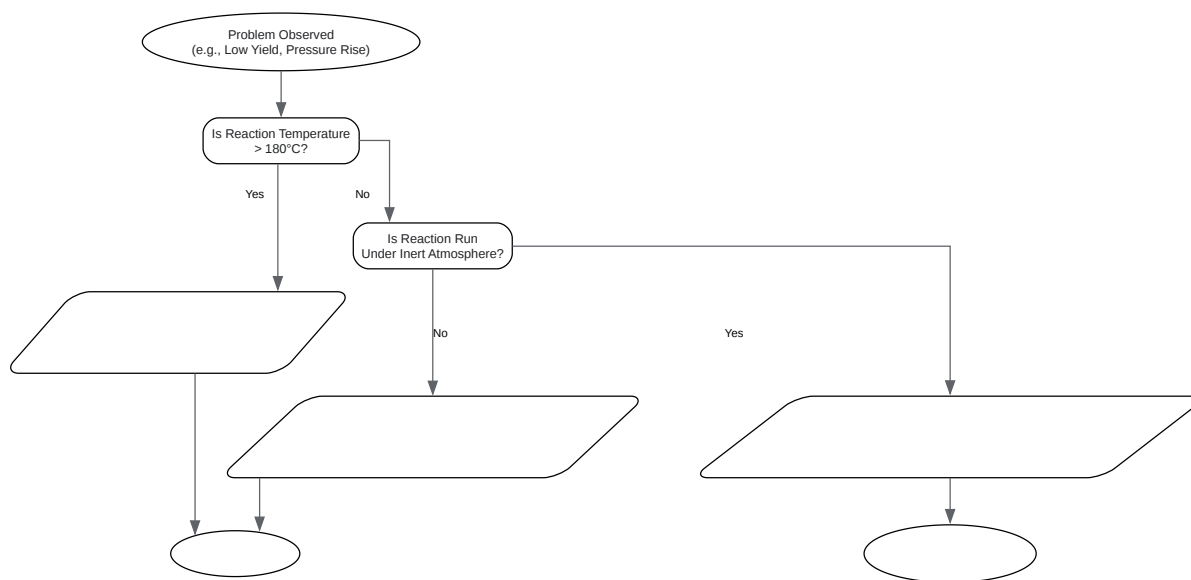 Problem Observed
(e.g., Low Yield, Pressure Rise)
Is Reaction Temperature
> 180°C?
Yes
No
Is Reaction Run
Under Inert Atmosphere?
No
Yes